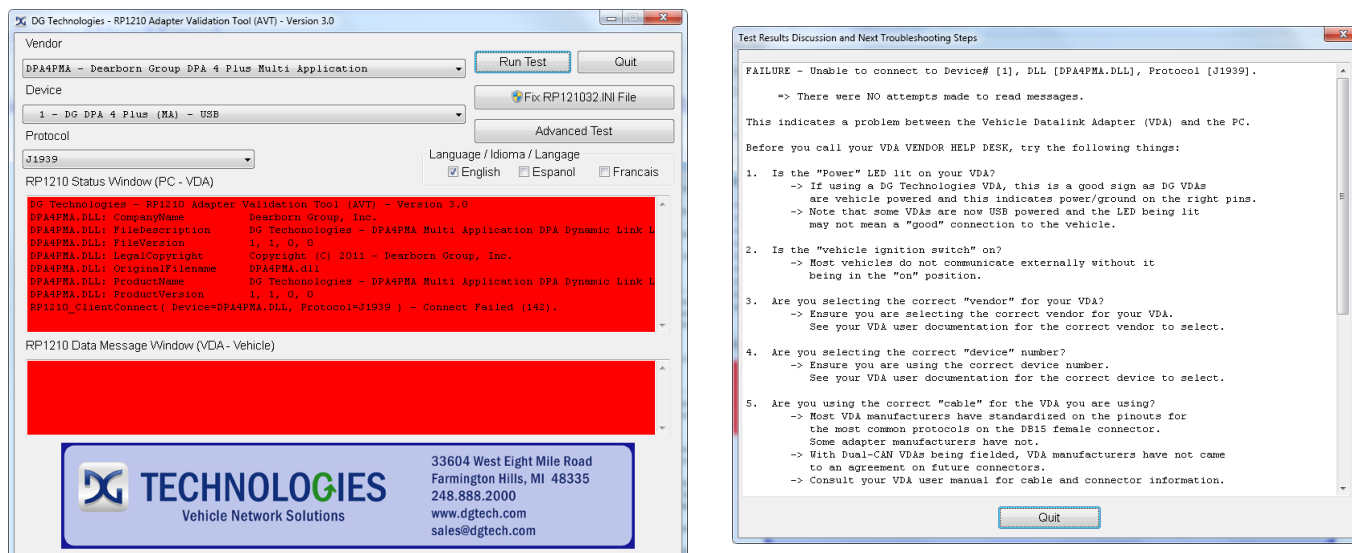 DG Technologies - RP1210 Adapter Validation Tool (AVT) - Version 3.0
Vendor
DPA4PMA - Dearborn Group DPA 4 Plus Multi Application
Run Test
Quit
Device
Fix RP121032.INI File
1 - DG DPA 4 Plus (MA) - USB
Protocol
Advanced Test
J1939
Language / Idioma / Langage
English
Espanol
Francais
RP1210 Status Window (PC - VDA)
DG Technologies - RP1210 Adapter Validation Tool (AVT) - Version 3.0
DPA4PMA.DLL: CompanyName Dearborn Group, Inc.
DPA4PMA.DLL: FileDescription DG Techonologies - DPA4PMA Multi Application DPA Dynamic Link L
DPA4PMA.DLL: FileVersion 1, 1, 0, 0
DPA4PMA.DLL: LegalCopyright Copyright (C) 2011 - Dearborn Group, Inc.
DPA4PMA.DLL: OriginalFilename DPA4PMA.dll
DPA4PMA.DLL: ProductName DG Techonologies - DPA4PMA Multi Application DPA Dynamic Link L
DPA4PMA.DLL: ProductVersion 1, 1, 0, 0
RP1210_ClientConnect( Device=DPA4PMA.DLL, Protocol=J1939 ) - Connect Failed (142).
RP1210 Data Message Window (VDA - Vehicle)
DG TECHNOLOGIES
Vehicle Network Solutions
33604 West Eight Mile Road
Farmington Hills, MI 48335
248.888.2000
www.dgtech.com
sales@dgtech.com
Test Results Discussion and Next Troubleshooting Steps
FAILURE - Unable to connect to Device# [1], DLL [DPA4PMA.DLL], Protocol [J1939].
=> There were NO attempts made to read messages.
This indicates a problem between the Vehicle Datalink Adapter (VDA) and the PC.
Before you call your VDA VENDOR HELP DESK, try the following things:
1. Is the "Power" LED lit on your VDA?
-> If using a DG Technologies VDA, this is a good sign as DG VDAs
are vehicle powered and this indicates power/ground on the right pins.
-> Note that some VDAs are now USB powered and the LED being lit
may not mean a "good" connection to the vehicle.
2. Is the "vehicle ignition switch" on?
-> Most vehicles do not communicate externally without it
being in the "on" position.
3. Are you selecting the correct "vendor" for your VDA?
-> Ensure you are selecting the correct vendor for your VDA.
See your VDA user documentation for the correct vendor to select.
4. Are you selecting the correct "device" number?
-> Ensure you are using the correct device number.
See your VDA user documentation for the correct device to select.
5. Are you using the correct "cable" for the VDA you are using?
-> Most VDA manufacturers have standardized on the pinouts for
the most common protocols on the DB15 female connector.
Some adapter manufacturers have not.
-> With Dual-CAN VDAs being fielded, VDA manufacturers have not came
to an agreement on future connectors.
-> Consult your VDA user manual for cable and connector information.
Quit